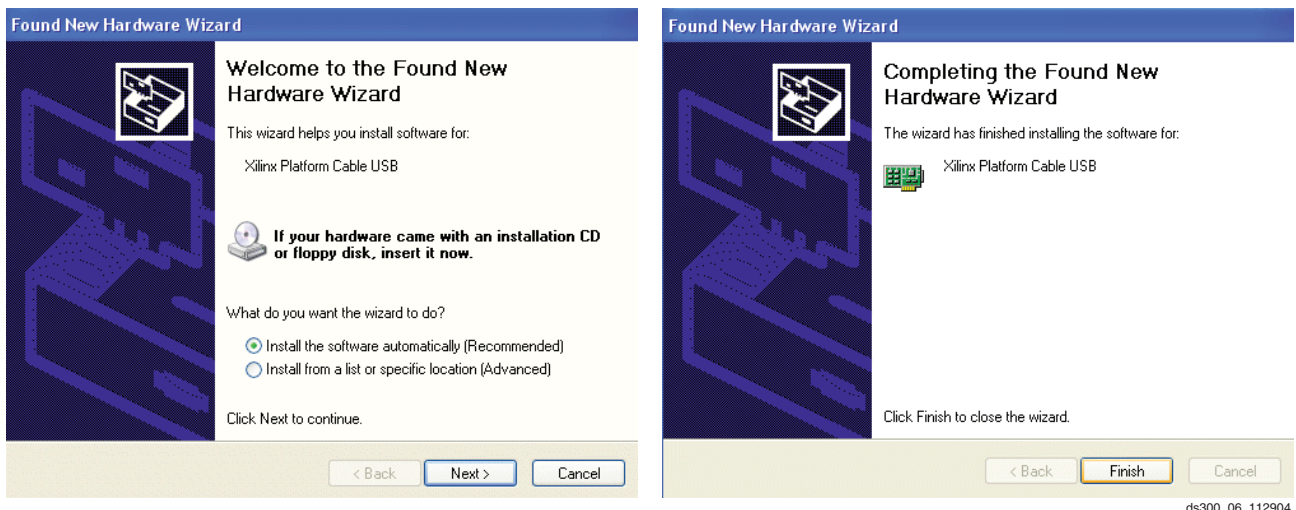 Found New Hardware Wizard
Welcome to the Found New
Hardware Wizard
This wizard helps you install software for:
Xilinx Platform Cable USB
If your hardware came with an installation CD
or floppy disk, insert it now.
What do you want the wizard to do?
Install the software automatically (Recommended)
Install from a list or specific location (Advanced)
Click Next to continue.
< Back
Next >
Cancel
Found New Hardware Wizard
Completing the Found New
Hardware Wizard
The wizard has finished installing the software for:
Xilinx Platform Cable USB
Click Finish to close the wizard.
< Back
Finish
Cancel
ds300_06_112904